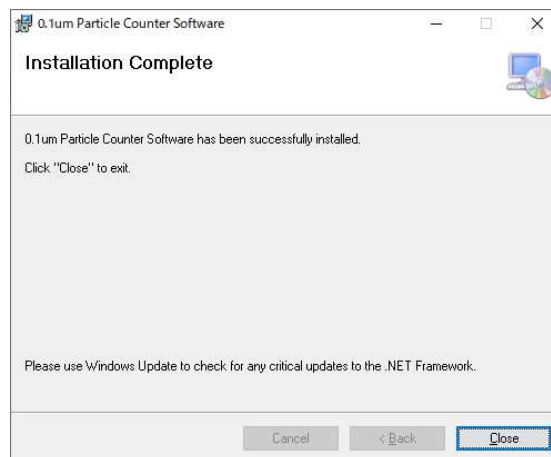 0.1um Particle Counter Software
Installation Complete
0.1um Particle Counter Software has been successfully installed.
Click "Close" to exit.
Please use Windows Update to check for any critical updates to the .NET Framework.
Cancel
< Back
Close